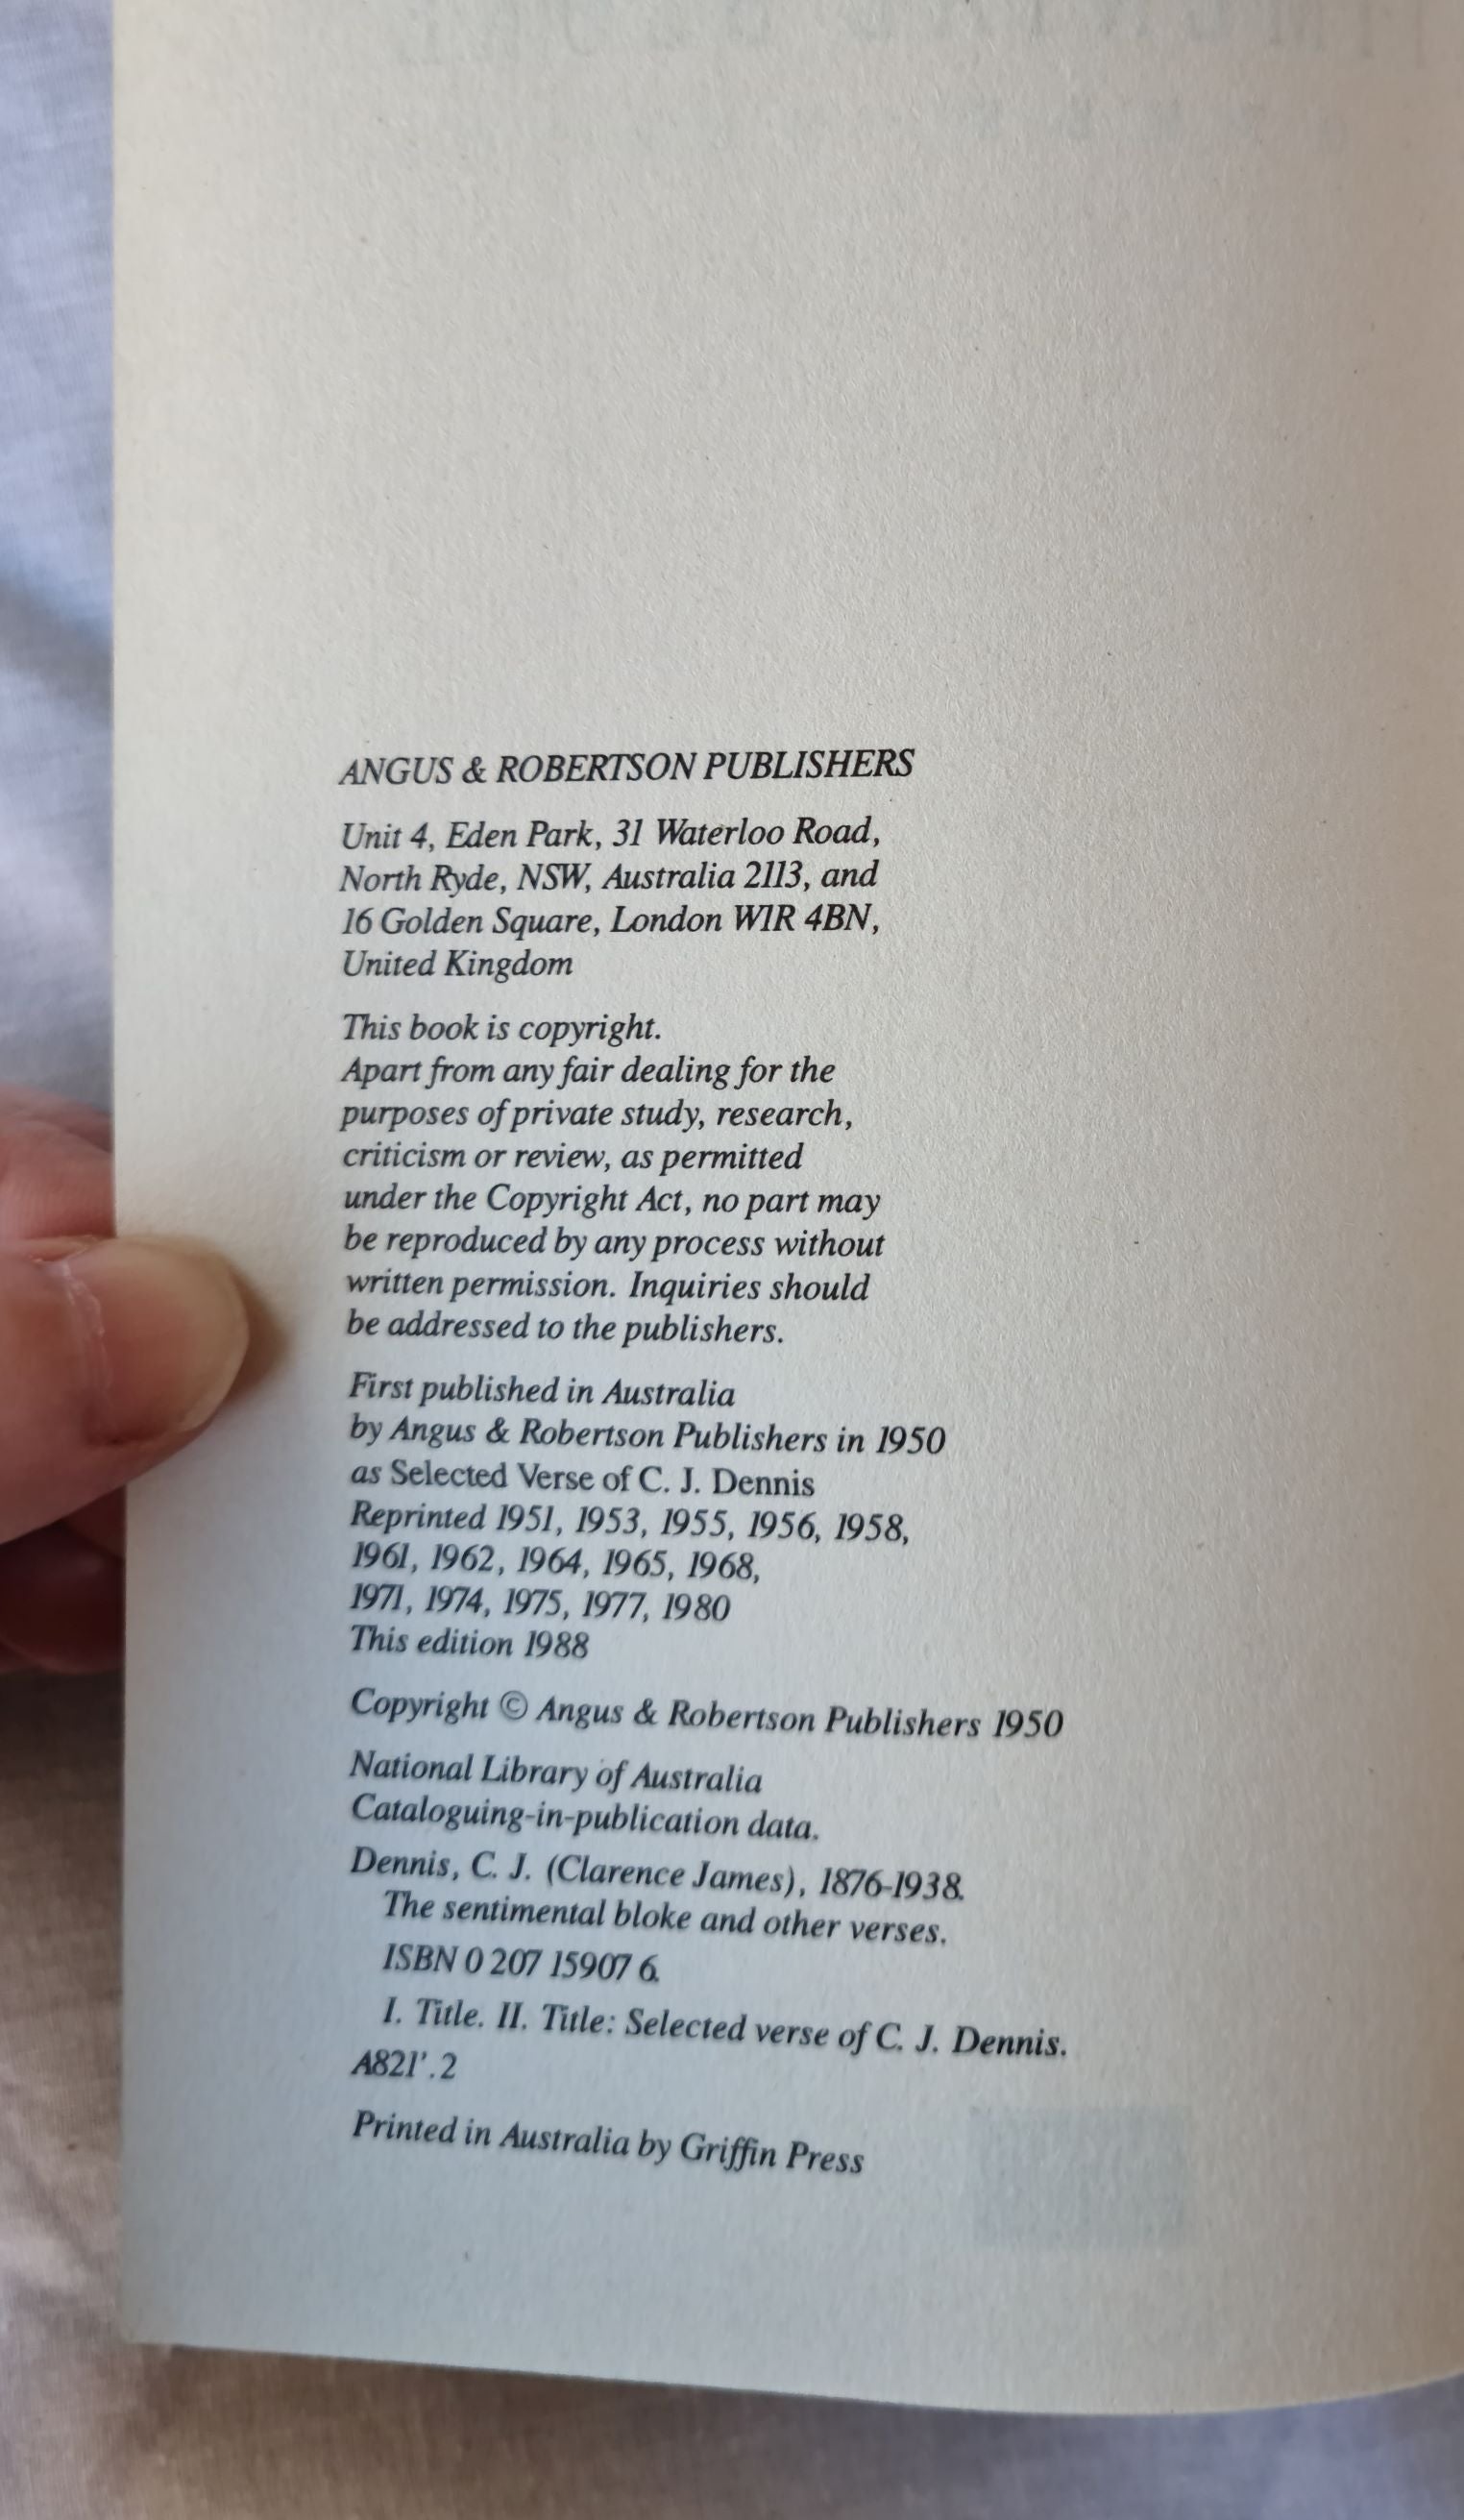 ANGUS & ROBERTSON PUBLISHERS
Unit 4, Eden Park, 31 Waterloo Road,
North Ryde, NSW, Australia 2113, and
16 Golden Square, London W1R 4BN,
United Kingdom
This book is copyright.
Apart from any fair dealing for the
purposes of private study, research,
criticism or review, as permitted
under the Copyright Act, no part may
be reproduced by any process without
written permission. Inquiries should
be addressed to the publishers.
First published in Australia
by Angus & Robertson Publishers in 1950
as Selected Verse of C. J. Dennis
Reprinted 1951, 1953, 1955, 1956, 1958,
1961, 1962, 1964, 1965, 1968,
1971, 1974, 1975, 1977, 1980
This edition 1988
Copyright © Angus & Robertson Publishers 1950
National Library of Australia
Cataloguing-in-publication data.
Dennis, C. J. (Clarence James), 1876-1938.
The sentimental bloke and other verses.
ISBN 0 207 15907 6.
I. Title. II. Title: Selected verse of C. J. Dennis.
A821'.2
Printed in Australia by Griffin Press